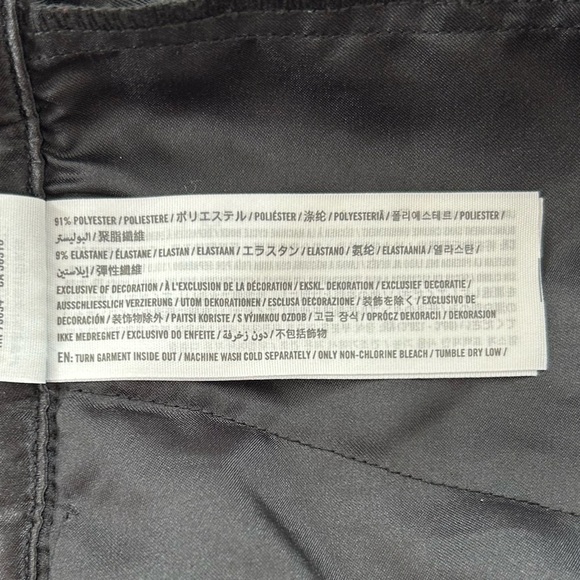 91% POLYESTER / POLIESTERE / ポリエステル / POLIÉSTER / 涤纶 / POLYESTERIÄ / 폴리에스테르 / POLIESTER /
البوليستر / 聚脂纖維
9% ELASTANE / ÉLASTANE / ELASTAN / ELASTAAN / エラスタン / ELASTANO / 氨纶 / ELASTAANIA / 엘라스탄 /
إيلاستين / 彈性纖維
EXCLUSIVE OF DECORATION / À L'EXCLUSION DE LA DÉCORATION / EKSKL. DEKORATION / EXCLUSIEF DECORATIE /
AUSSCHLIESSLICH VERZIERUNG / UTOM DEKORATIONEN / ESCLUSA DECORAZIONE / 装飾を除く / EXCLUSIVO DE
DECORACIÓN / 装饰物除外 / PAITSI KORISTE / S VÝJIMKOU OZDOB / 고급 장식 / OPRÓCZ DEKORACJI / DEKORASJON
IKKE MEDREGNET / EXCLUSIVO DO ENFEITE / دون زخرفة / 不包括飾物
EN: TURN GARMENT INSIDE OUT / MACHINE WASH COLD SEPARATELY / ONLY NON-CHLORINE BLEACH / TUMBLE DRY LOW /